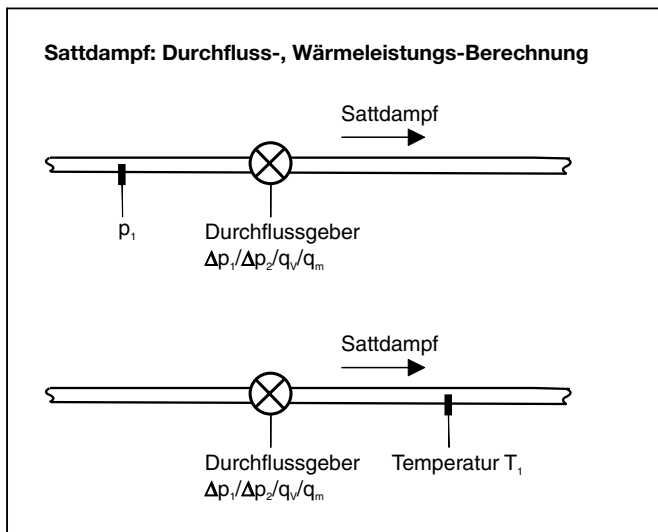 Sattdampf: Durchfluss-, Wärmeleistungs-Berechnung
Sattdampf
p₁
Durchflussgeber
Δp₁/Δp₂/qᵥ/qₘ
Sattdampf
Durchflussgeber
Δp₁/Δp₂/qᵥ/qₘ
Temperatur T₁